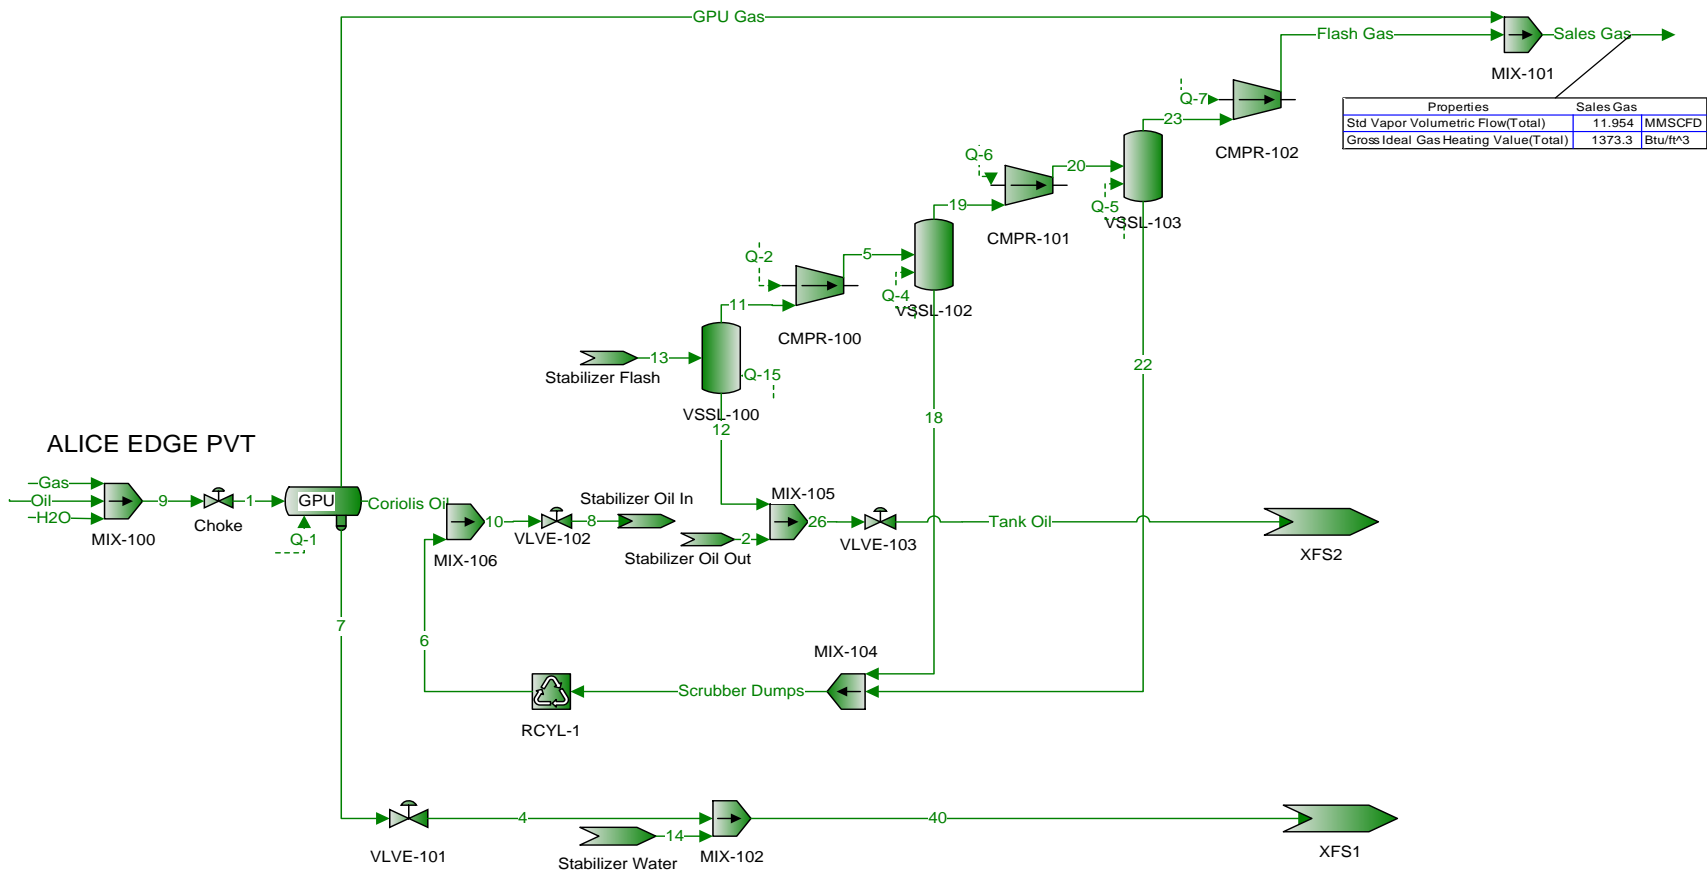 GPU Gas
Flash Gas
Sales Gas
MIX-101
Properties Sales Gas
Std Vapor Volumetric Flow(Total) 11.954 MMSCFD
Gross Ideal Gas Heating Value(Total) 1373.3 Btu/ft^3
Q-7
23
CMPR-102
Q-6
20
Q-5
VSSL-103
19
CMPR-101
Q-2
5
Q-4
VSSL-102
11
CMPR-100
13
Stabilizer Flash
Q-15
VSSL-100
12
22
18
ALICE EDGE PVT
Gas
Oil
H2O
MIX-100
9
Choke
1
GPU
Q-1
Coriolis Oil
MIX-106
10
VLVE-102
8
Stabilizer Oil In
Stabilizer Oil Out
2
MIX-105
26
VLVE-103
Tank Oil
XFS2
7
6
MIX-104
Scrubber Dumps
RCYL-1
VLVE-101
4
Stabilizer Water
14
MIX-102
40
XFS1